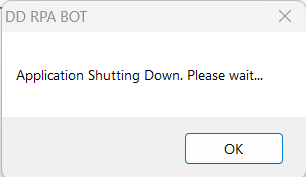 DD RPA BOT
Application Shutting Down. Please wait...
OK